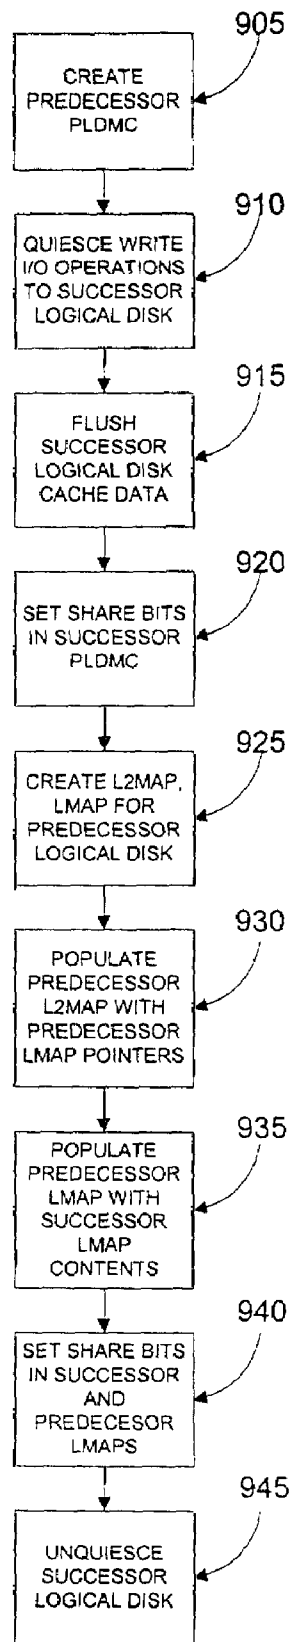 905
CREATE
PREDECESSOR
PLDMC
910
QUIESCE WRITE
I/O OPERATIONS
TO SUCCESSOR
LOGICAL DISK
915
FLUSH
SUCCESSOR
LOGICAL DISK
CACHE DATA
920
SET SHARE BITS
IN SUCCESSOR
PLDMC
925
CREATE L2MAP,
LMAP FOR
PREDECESSOR
LOGICAL DISK
930
POPULATE
PREDECESSOR
L2MAP WITH
PREDECESSOR
LMAP POINTERS
935
POPULATE
PREDECESSOR
LMAP WITH
SUCCESSOR
LMAP
CONTENTS
940
SET SHARE BITS
IN SUCCESSOR
AND
PREDECESOR
LMAPS
945
UNQUIESCE
SUCCESSOR
LOGICAL DISK